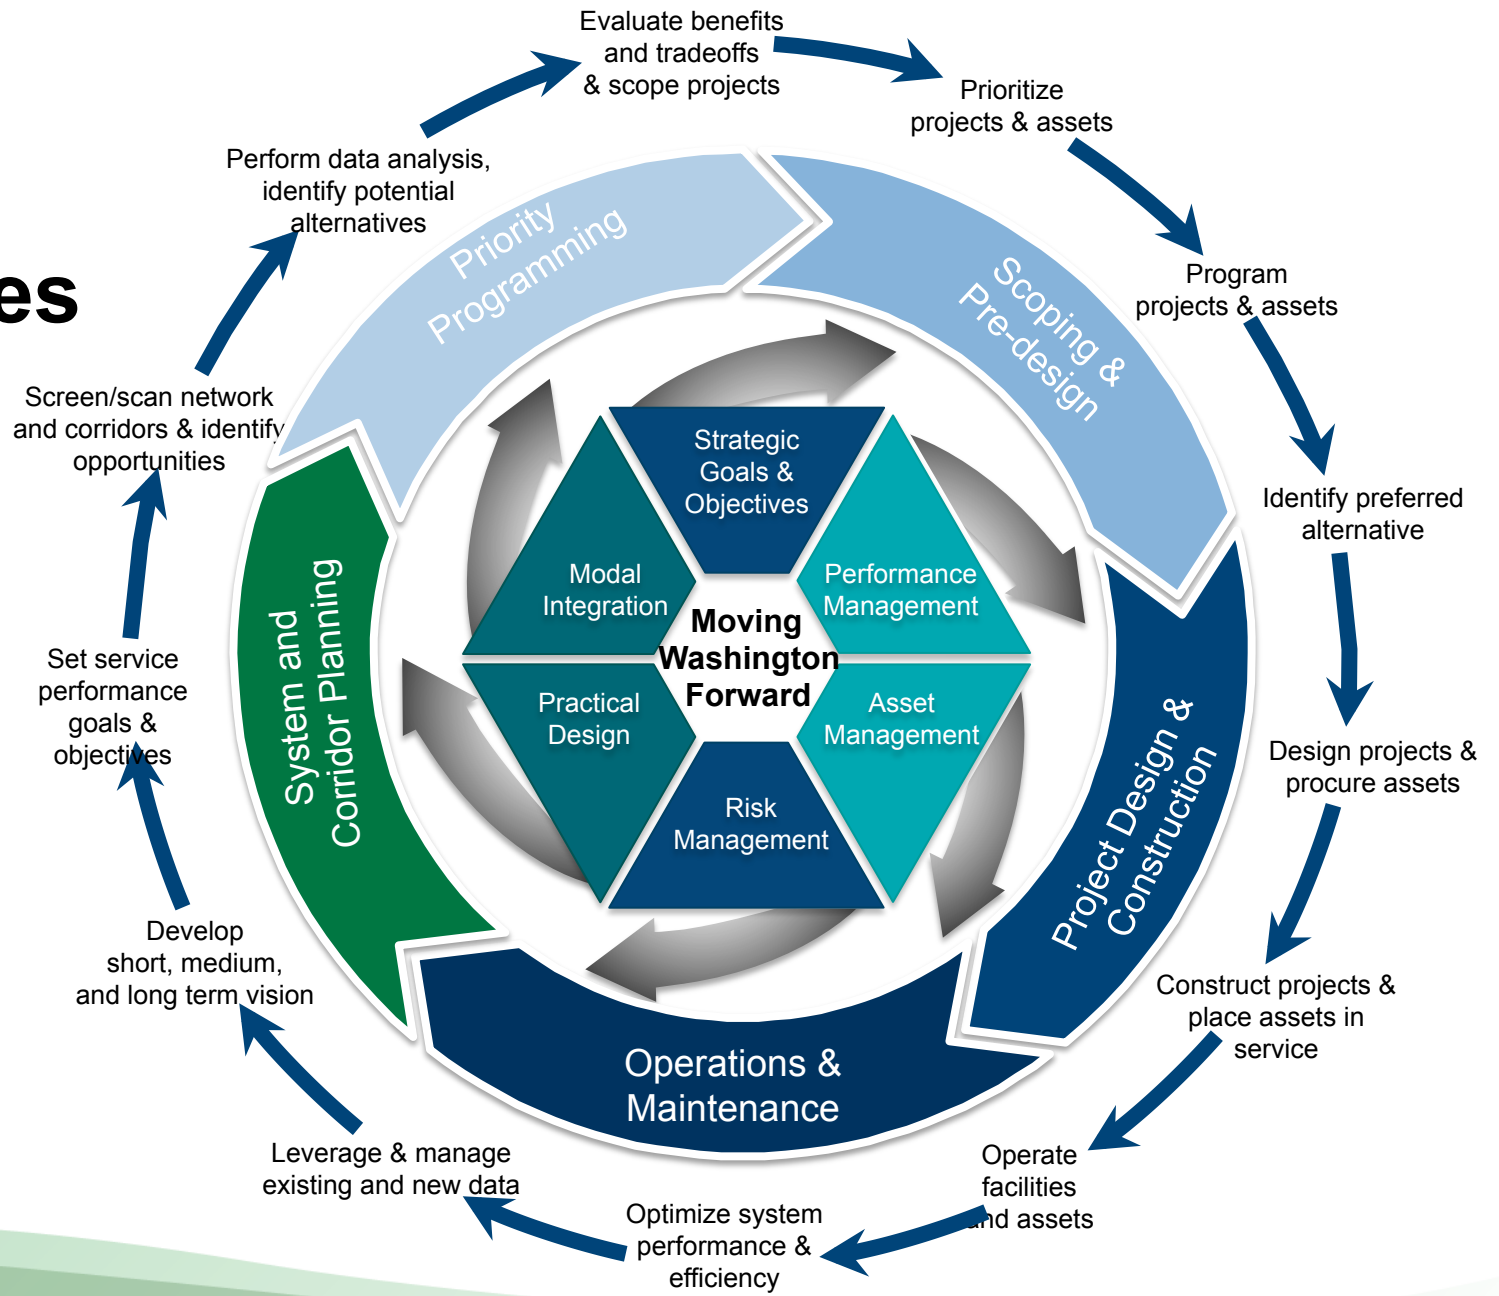 Evaluate benefits
and tradeoffs
& scope projects
Prioritize
projects & assets
Program
projects & assets
Identify preferred
alternative
Design projects &
procure assets
Construct projects &
place assets in
service
Operate
facilities
and assets
Optimize system
performance &
efficiency
Leverage & manage
existing and new data
Develop
short, medium,
and long term vision
Set service
performance
goals &
objectives
Screen/scan network
and corridors & identify
opportunities
Perform data analysis,
identify potential
alternatives
es
Priority
Programming
Scoping &
Pre-design
Project Design &
Construction
Operations &
Maintenance
System and
Corridor Planning
Strategic
Goals &
Objectives
Performance
Management
Asset
Management
Risk
Management
Practical
Design
Modal
Integration
Moving
Washington
Forward